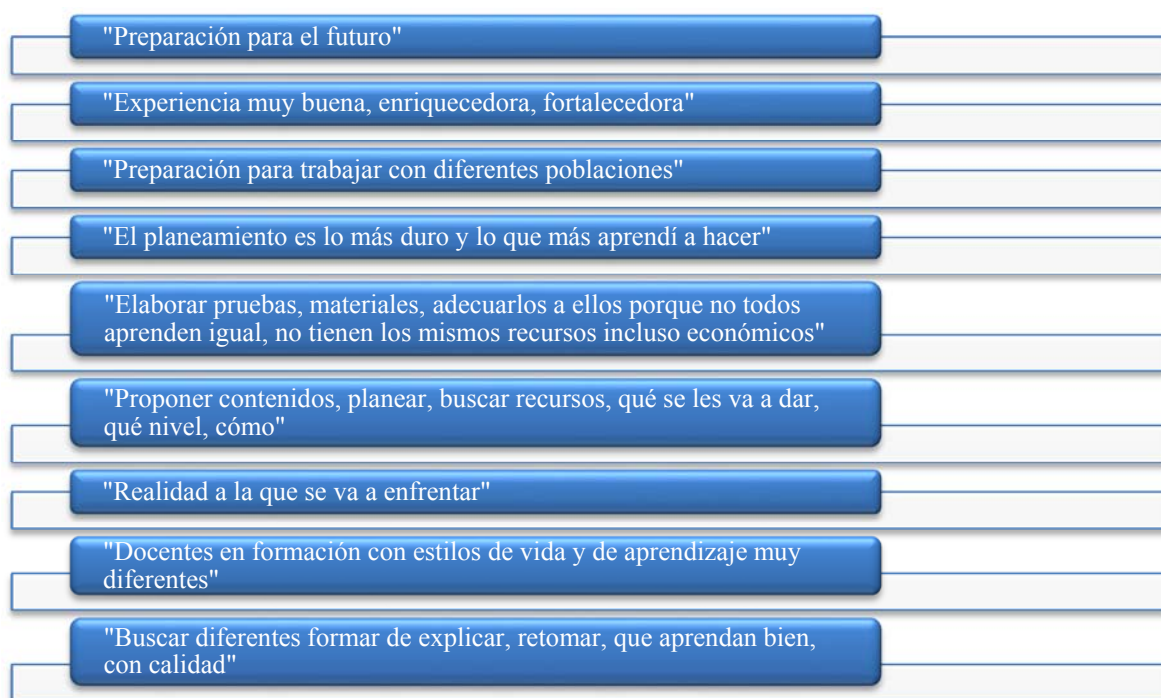 "Preparación para el futuro"
"Experiencia muy buena, enriquecedora, fortalecedora"
"Preparación para trabajar con diferentes poblaciones"
"El planeamiento es lo más duro y lo que más aprendí a hacer"
"Elaborar pruebas, materiales, adecuarlos a ellos porque no todos
aprenden igual, no tienen los mismos recursos incluso económicos"
"Proponer contenidos, planear, buscar recursos, qué se les va a dar,
qué nivel, cómo"
"Realidad a la que se va a enfrentar"
"Docentes en formación con estilos de vida y de aprendizaje muy
diferentes"
"Buscar diferentes formar de explicar, retomar, que aprendan bien,
con calidad"